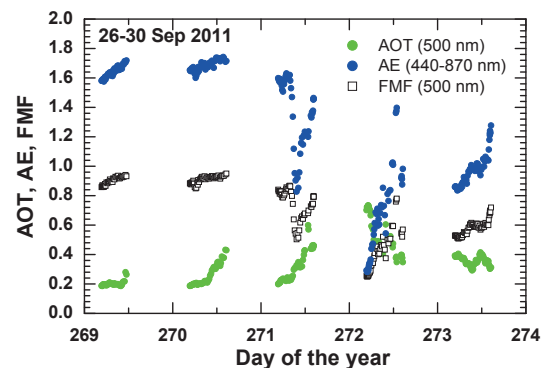 26-30 Sep 2011
AOT (500 nm)
AE (440-870 nm)
FMF (500 nm)
AOT, AE, FMF
2.0
1.8
1.6
1.4
1.2
1.0
0.8
0.6
0.4
0.2
0.0
269 270 271 272 273 274
Day of the year